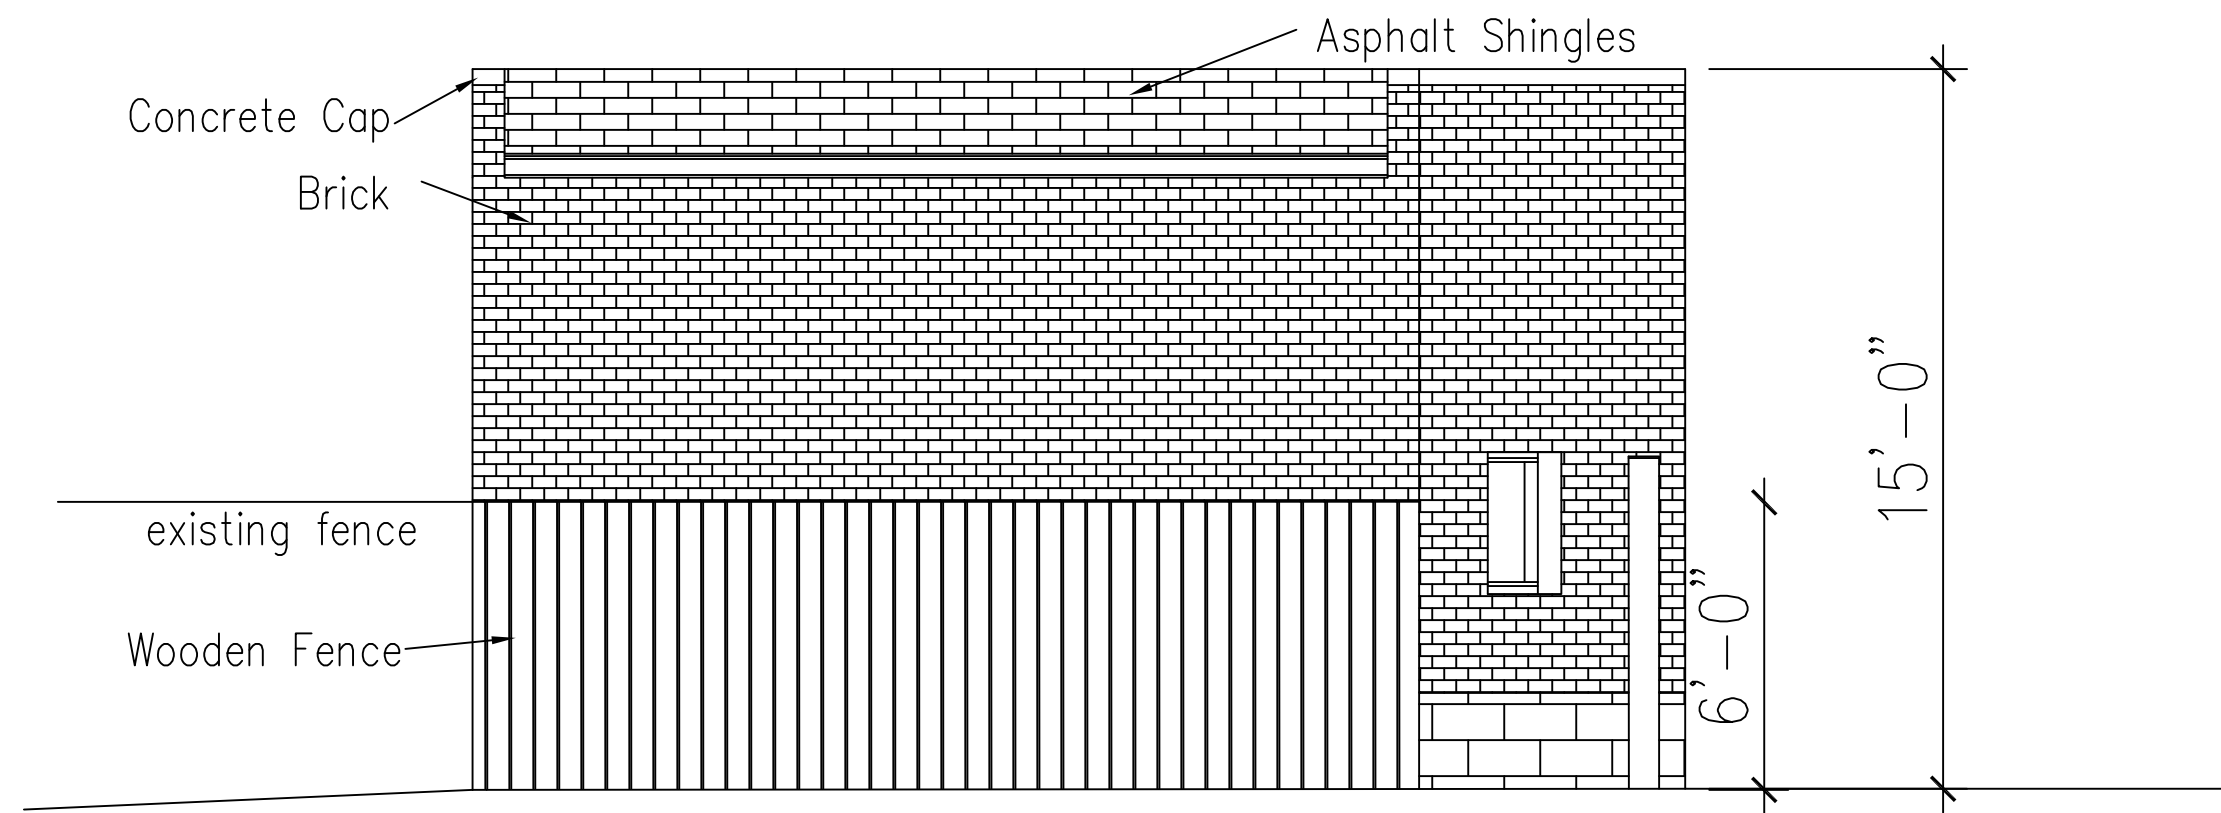 Asphalt Shingles
Concrete Cap
Brick
existing fence
Wooden Fence
6'-0"
15'-0"